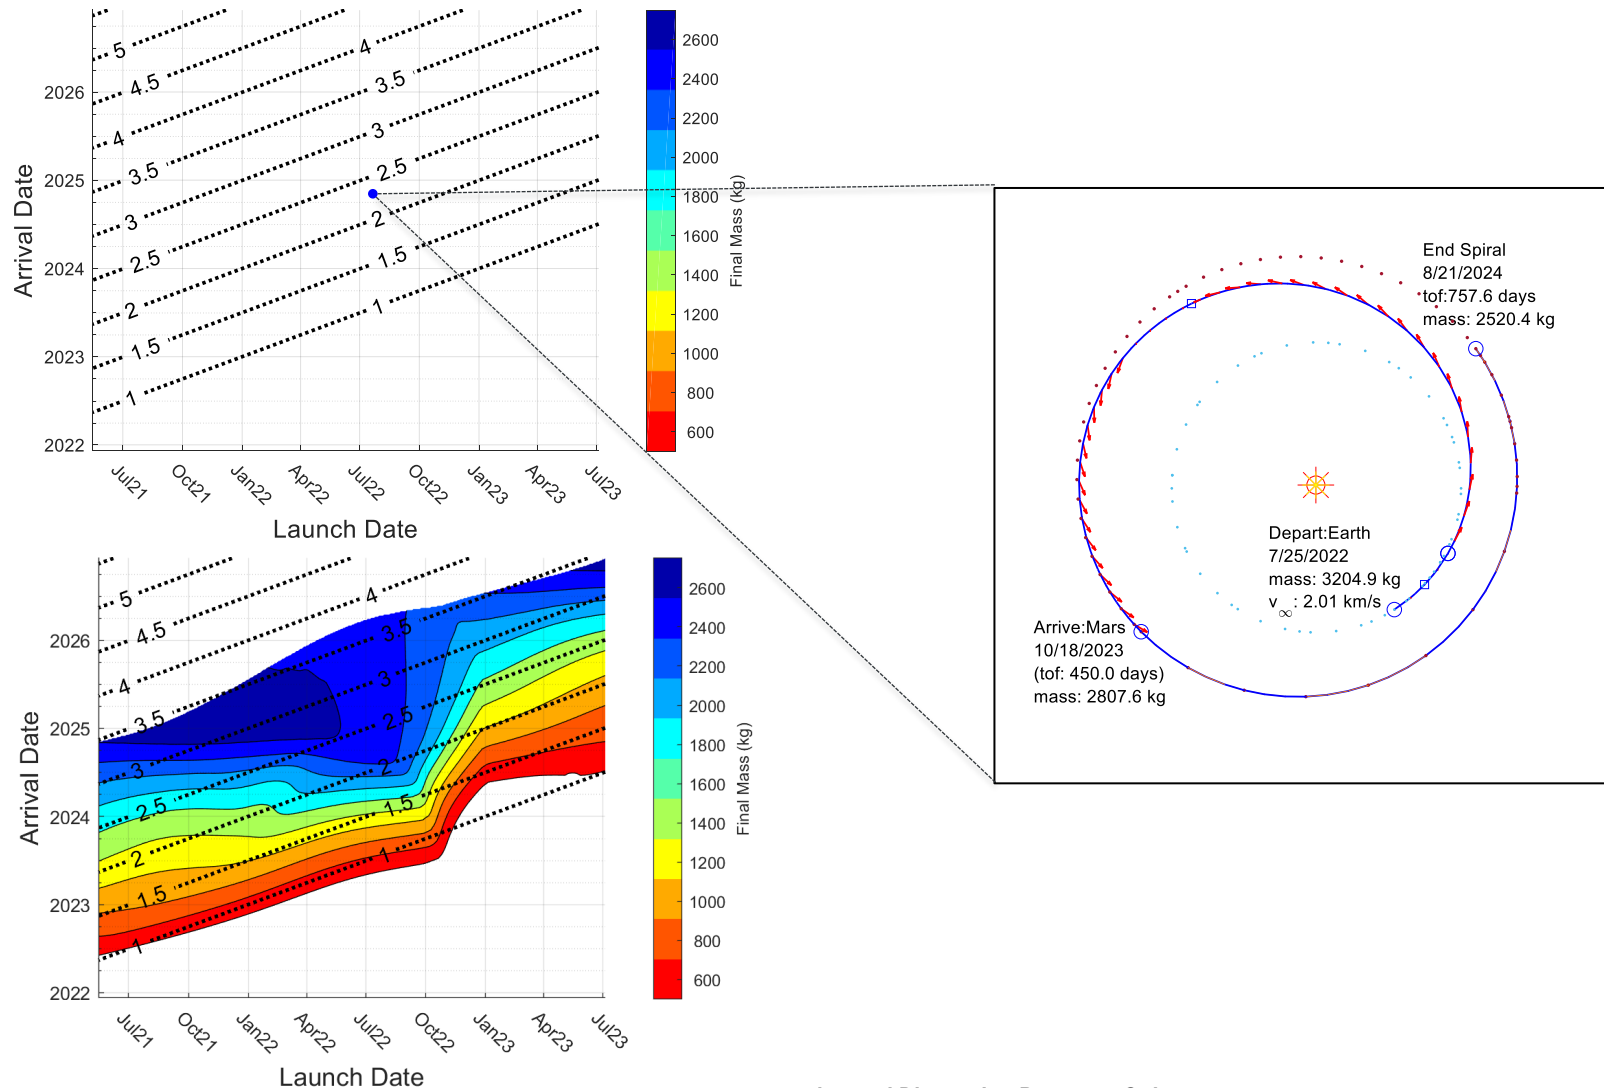 5
4.5
4
3.5
3
2.5
2
1.5
1
4
3.5
3
2.5
2
1.5
1
2026
2025
2024
2023
2022
Arrival Date
Jul21
Oct21
Jan22
Apr22
Jul22
Oct22
Jan23
Apr23
Jul23
Launch Date
2600
2400
2200
2000
1800
1600
1400
1200
1000
800
600
Final Mass (kg)
End Spiral
8/21/2024
tof:757.6 days
mass: 2520.4 kg
Depart:Earth
7/25/2022
mass: 3204.9 kg
v∞: 2.01 km/s
Arrive:Mars
10/18/2023
(tof: 450.0 days)
mass: 2807.6 kg
5
4.5
4
3.5
3
2.5
2
1.5
1
4
3.5
3
2.5
2
1.5
1
2026
2025
2024
2023
2022
Arrival Date
Jul21
Oct21
Jan22
Apr22
Jul22
Oct22
Jan23
Apr23
Jul23
Launch Date
2600
2400
2200
2000
1800
1600
1400
1200
1000
800
600
Final Mass (kg)